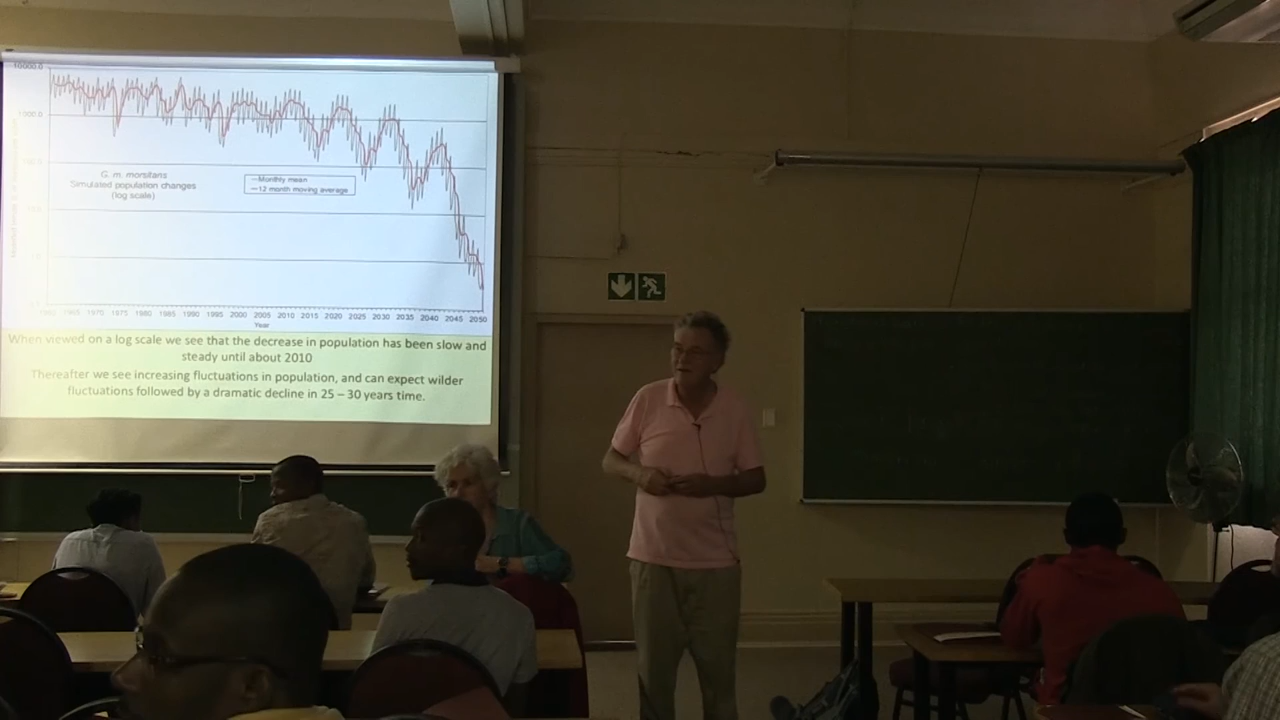 10000.0
1000.0
G. m. morsitans
Simulated population changes
(log scale)
Monthly mean
12 month moving average
1965 1970 1975 1980 1985 1990 1995 2000 2005 2010 2015 2020 2025 2030 2035 2040 2045 2050
Year
When viewed on a log scale we see that the decrease in population has been slow and
steady until about 2010
Thereafter we see increasing fluctuations in population, and can expect wilder
fluctuations followed by a dramatic decline in 25 – 30 years time.